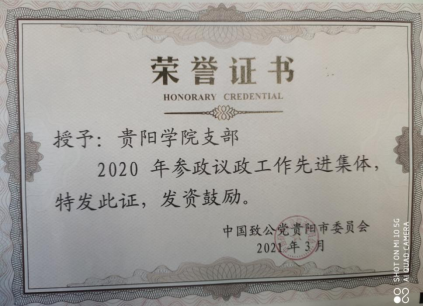 荣誉证书
HONORARY CREDENTIAL
授予：贵阳学院支部
2020 年参政议政工作先进集体，
特发此证，发资鼓励。
中国致公党贵阳市委员会
2021 年 3 月
SHOT ON MI 10 5G
AI QUAD CAMERA